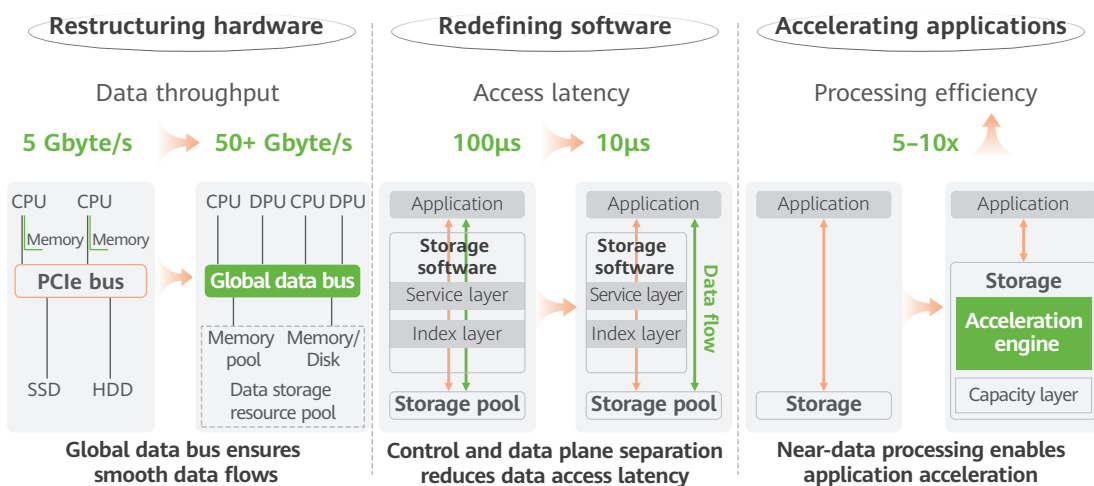 Restructuring hardware
Data throughput
5 Gbyte/s
50+ Gbyte/s
CPU
CPU
Memory
Memory
PCIe bus
SSD
HDD
CPU
DPU
CPU
DPU
Global data bus
Memory
pool
Memory/
Disk
Data storage
resource pool
Global data bus ensures
smooth data flows
Redefining software
Access latency
100μs
10μs
Application
Storage
software
Service layer
Index layer
Storage pool
Application
Storage
software
Service layer
Index layer
Data flow
Storage pool
Control and data plane separation
reduces data access latency
Accelerating applications
Processing efficiency
5–10x
Application
Storage
Application
Storage
Acceleration
engine
Capacity layer
Near-data processing enables
application acceleration